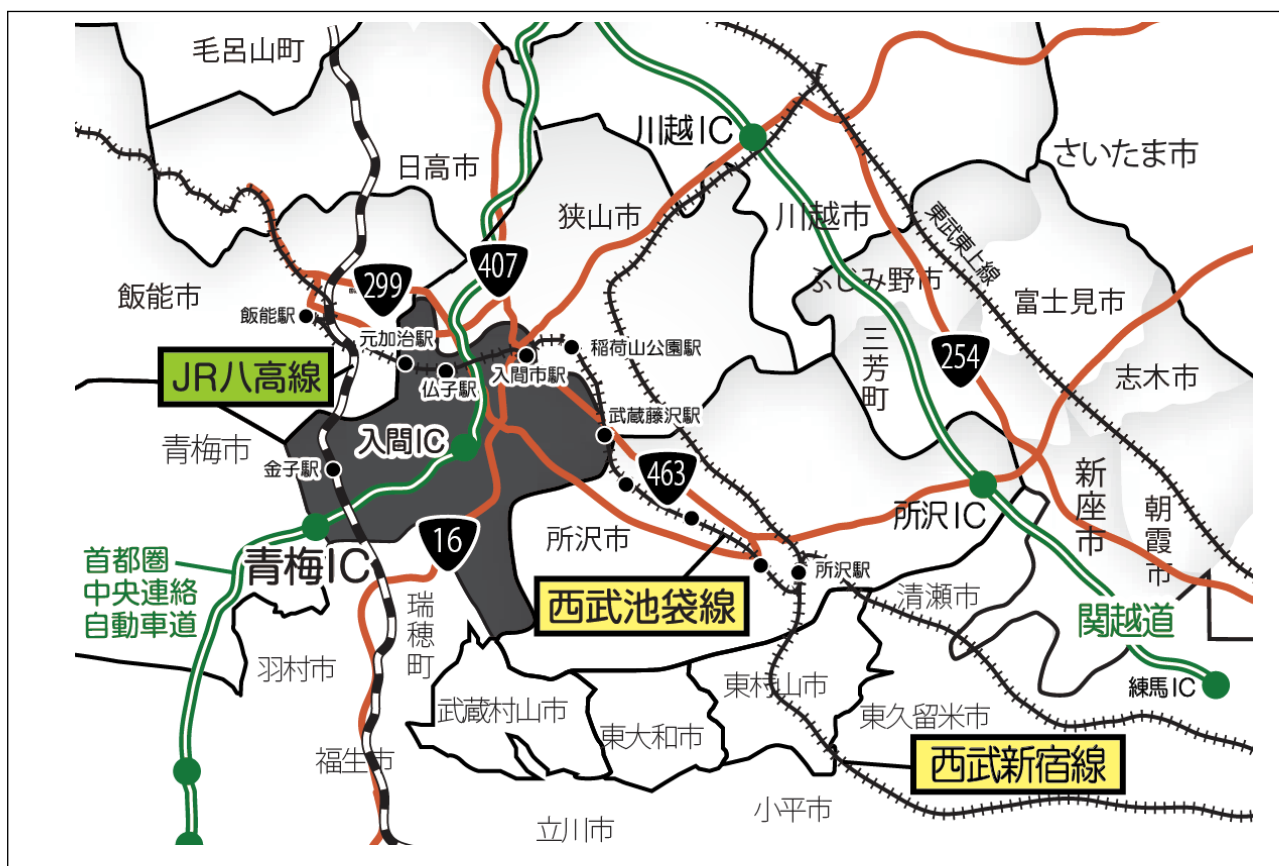 毛呂山町
川越IC
さいたま市
日高市
狭山市
川越市
東武東上線
407
299
ふじみ野市
富士見市
飯能市
飯能駅
元加治駅
稲荷山公園駅
三芳町
254
JR八高線
仏子駅
入間市駅
志木市
武蔵藤沢駅
青梅市
入間IC
金子駅
463
新座市
所沢IC
朝霞市
16
所沢市
首都圏
中央連絡
自動車道
青梅IC
所沢駅
西武池袋線
清瀬市
瑞穂町
関越道
羽村市
東村山市
練馬IC
武蔵村山市
東大和市
東久留米市
福生市
西武新宿線
小平市
立川市